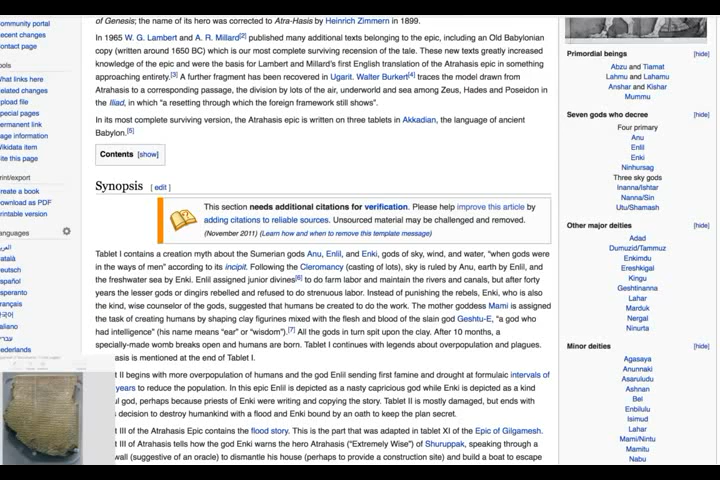 ommunity portal
ecent changes
ontact page
ools
hat links here
elated changes
pload file
pecial pages
ermanent link
age information
ikidata item
ite this page
rint/export
reate a book
ownload as PDF
rintable version
anguages
العربية
atalà
eutsch
spañol
speranto
rançais
한국어
aliano
עברית
ederlands
of Genesis; the name of its hero was corrected to Atra-Hasis by Heinrich Zimmern in 1899.
In 1965 W. G. Lambert and A. R. Millard[2] published many additional texts belonging to the epic, including an Old Babylonian
copy (written around 1650 BC) which is our most complete surviving recension of the tale. These new texts greatly increased
knowledge of the epic and were the basis for Lambert and Millard's first English translation of the Atrahasis epic in something
approaching entirety.[3] A further fragment has been recovered in Ugarit. Walter Burkert[4] traces the model drawn from
Atrahasis to a corresponding passage, the division by lots of the air, underworld and sea among Zeus, Hades and Poseidon in
the Iliad, in which "a resetting through which the foreign framework still shows".
In its most complete surviving version, the Atrahasis epic is written on three tablets in Akkadian, the language of ancient
Babylon.[5]
Contents [show]
Synopsis [ edit ]
This section needs additional citations for verification. Please help improve this article by
adding citations to reliable sources. Unsourced material may be challenged and removed.
(November 2011) (Learn how and when to remove this template message)
Tablet I contains a creation myth about the Sumerian gods Anu, Enlil, and Enki, gods of sky, wind, and water, "when gods were
in the ways of men" according to its incipit. Following the Cleromancy (casting of lots), sky is ruled by Anu, earth by Enlil, and
the freshwater sea by Enki. Enlil assigned junior divines[6] to do farm labor and maintain the rivers and canals, but after forty
years the lesser gods or dingirs rebelled and refused to do strenuous labor. Instead of punishing the rebels, Enki, who is also
the kind, wise counselor of the gods, suggested that humans be created to do the work. The mother goddess Mami is
assigned the task of creating humans by shaping clay figurines mixed with the flesh and blood of the slain god Geshtu-E, "a god who
had intelligence" (his name means "ear" or "wisdom").[7] All the gods in turn spit upon the clay. After 10 months, a
specially-made womb breaks open and humans are born. Tablet I continues with legends about overpopulation and plagues.
asis is mentioned at the end of Tablet I.
t II begins with more overpopulation of humans and the god Enlil sending first famine and drought at formulaic intervals of
years to reduce the population. In this epic Enlil is depicted as a nasty capricious god while Enki is depicted as a kind
ul god, perhaps because priests of Enki were writing and copying the story. Tablet II is mostly damaged, but ends with
s decision to destroy humankind with a flood and Enki bound by an oath to keep the plan secret.
t III of the Atrahasis Epic contains the flood story. This is the part that was adapted in tablet XI of the Epic of Gilgamesh.
t III of Atrahasis tells how the god Enki warns the hero Atrahasis ("Extremely Wise") of Shuruppak, speaking through a
wall (suggestive of an oracle) to dismantle his house (perhaps to provide a construction site) and build a boat to escape
Primordial beings [hide]
Abzu and Tiamat
Lahmu and Lahamu
Anshar and Kishar
Mummu
Seven gods who decree [hide]
Four primary
Anu
Enlil
Enki
Ninhursag
Three sky gods
Inanna/Ishtar
Nanna/Sin
Utu/Shamash
Other major deities [hide]
Adad
Dumuzid/Tammuz
Enkimdu
Ereshkigal
Kingu
Geshtinanna
Lahar
Marduk
Nergal
Ninurta
Minor deities [hide]
Agasaya
Anunnaki
Asaruludu
Ashnan
Bel
Enbilulu
Isimud
Lahar
Mami/Nintu
Mamitu
Nabu